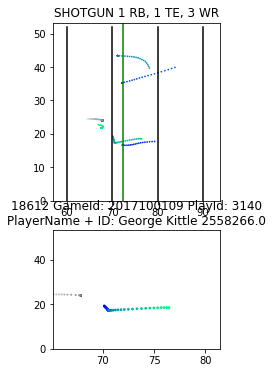 SHOTGUN 1 RB, 1 TE, 3 WR
50
40
30
20
10
0
60 70 80 90
18612 GameId: 2017100109 PlayId: 3140
PlayerName + ID: George Kittle 2558266.0
40
20
0
70 75 80